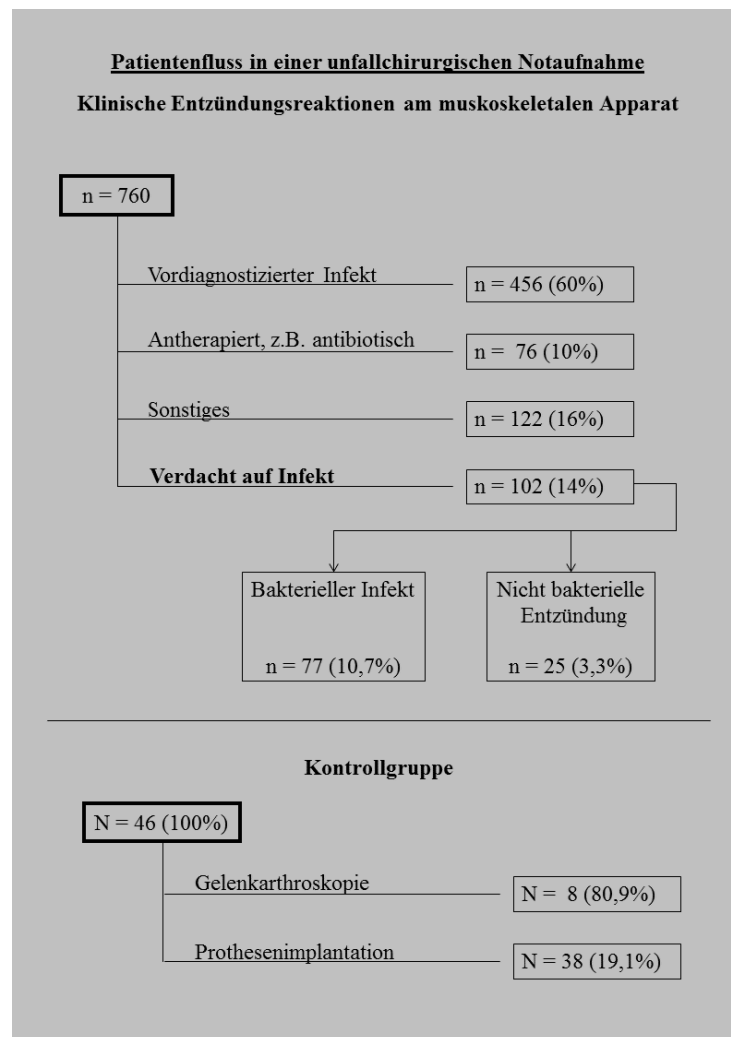 Patientenfluss in einer unfallchirurgischen Notaufnahme
Klinische Entzündungsreaktionen am muskoskeletalen Apparat
n = 760
Vordiagnostizierter Infekt
n = 456 (60%)
Antherapiert, z.B. antibiotisch
n = 76 (10%)
Sonstiges
n = 122 (16%)
Verdacht auf Infekt
n = 102 (14%)
Bakterieller Infekt
n = 77 (10,7%)
Nicht bakterielle
Entzündung
n = 25 (3,3%)
Kontrollgruppe
N = 46 (100%)
Gelenkarthroskopie
N = 8 (80,9%)
Prothesenimplantation
N = 38 (19,1%)